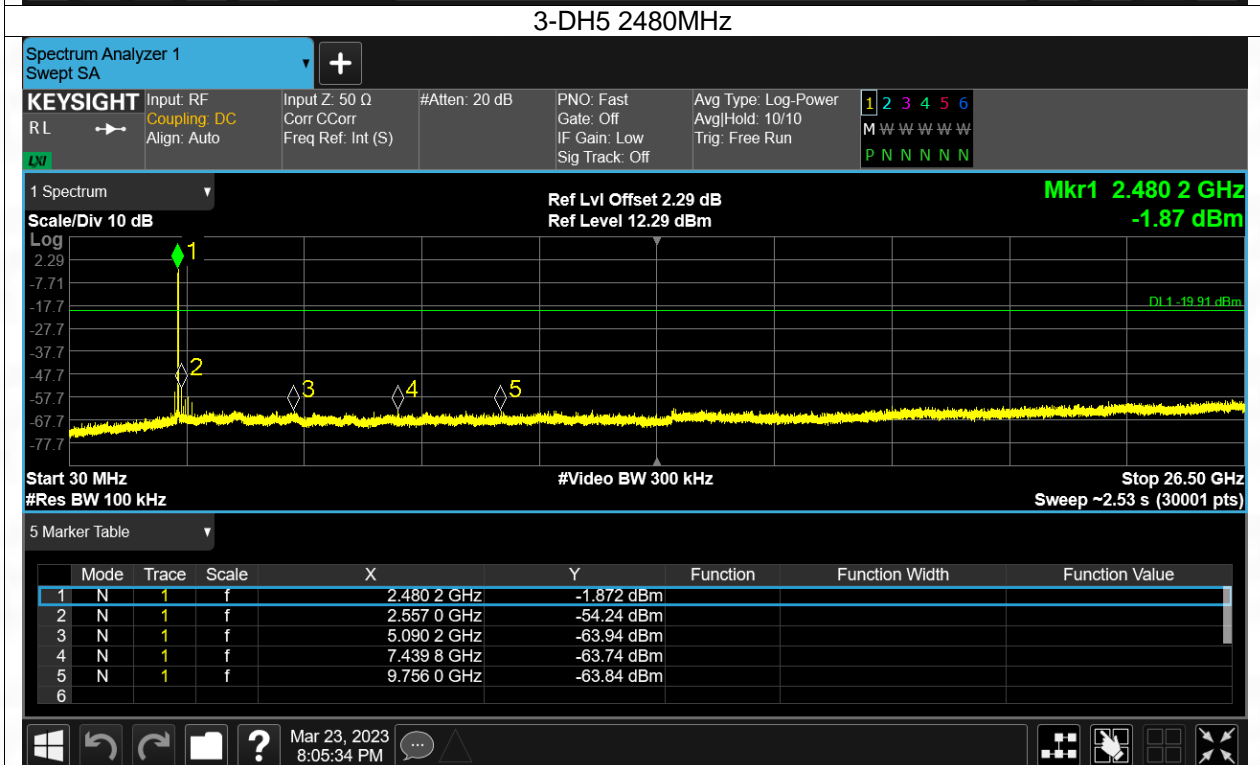 3-DH5 2480MHz
Spectrum Analyzer 1
Swept SA
+
KEYSIGHT Input: RF Input Z: 50 Ω #Atten: 20 dB PNO: Fast Avg Type: Log-Power 1 2 3 4 5 6
RL Coupling: DC Corr CCorr Gate: Off Avg|Hold: 10/10 M W W W W W
Align: Auto Freq Ref: Int (S) IF Gain: Low Trig: Free Run
LXI Sig Track: Off P N N N N N
1 Spectrum Ref Lvl Offset 2.29 dB Mkr1 2.480 2 GHz
Scale/Div 10 dB Ref Level 12.29 dBm -1.87 dBm
Log
1
2.29
-7.71
-17.7 DL1 -19.91 dBm
-27.7
-37.7
2
-47.7
3 4 5
-57.7
-67.7
-77.7
Start 30 MHz #Video BW 300 kHz Stop 26.50 GHz
#Res BW 100 kHz Sweep ~2.53 s (30001 pts)
5 Marker Table
Mode Trace Scale X Y Function Function Width Function Value
1 N 1 f 2.480 2 GHz -1.872 dBm
2 N 1 f 2.557 0 GHz -54.24 dBm
3 N 1 f 5.090 2 GHz -63.94 dBm
4 N 1 f 7.439 8 GHz -63.74 dBm
5 N 1 f 9.756 0 GHz -63.84 dBm
6
? Mar 23, 2023
8:05:34 PM